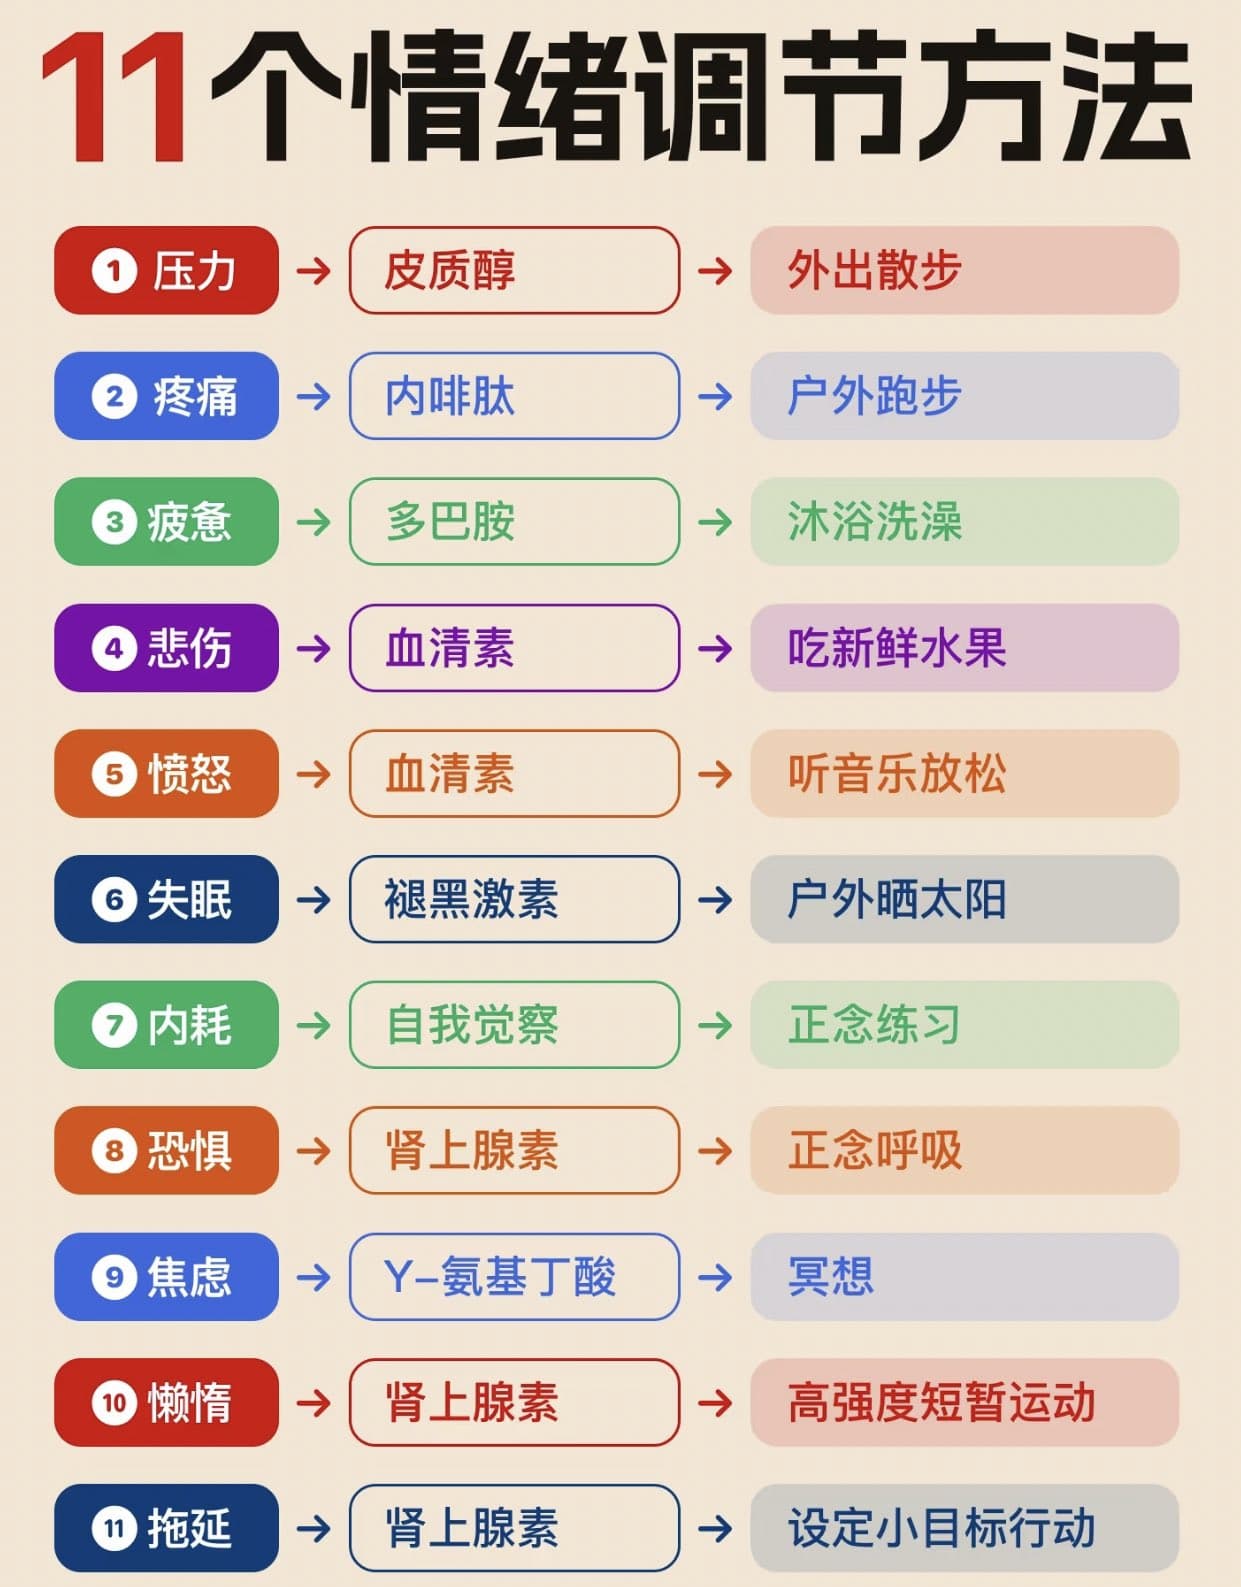 11个情绪调节方法
1 压力 → 皮质醇 → 外出散步
2 疼痛 → 内啡肽 → 户外跑步
3 疲惫 → 多巴胺 → 沐浴洗澡
4 悲伤 → 血清素 → 吃新鲜水果
5 愤怒 → 血清素 → 听音乐放松
6 失眠 → 褪黑激素 → 户外晒太阳
7 内耗 → 自我觉察 → 正念练习
8 恐惧 → 肾上腺素 → 正念呼吸
9 焦虑 → Y-氨基丁酸 → 冥想
10 懒惰 → 肾上腺素 → 高强度短暂运动
11 拖延 → 肾上腺素 → 设定小目标行动